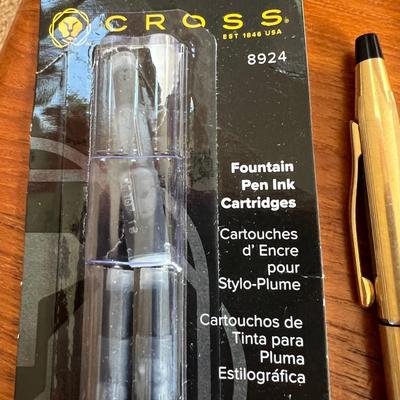 CROSS
EST 1846 USA
8924
Fountain
Pen Ink
Cartridges
Cartouches
d' Encre
pour
Stylo-Plume
Cartouchos de
Tinta para
Pluma
Estilográfica